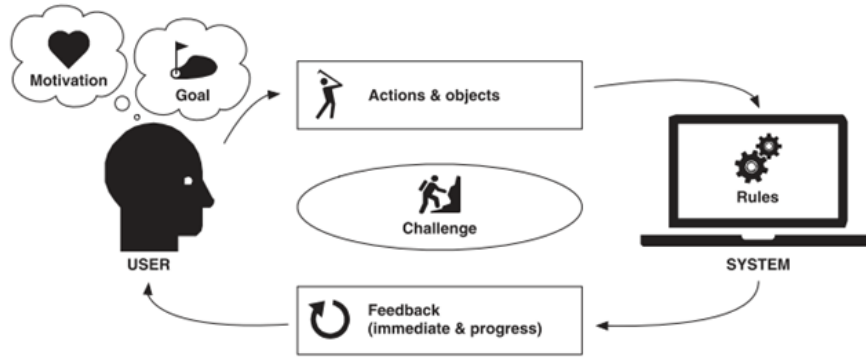 Motivation
Goal
Actions & objects
Rules
Challenge
USER
SYSTEM
Feedback
(immediate & progress)